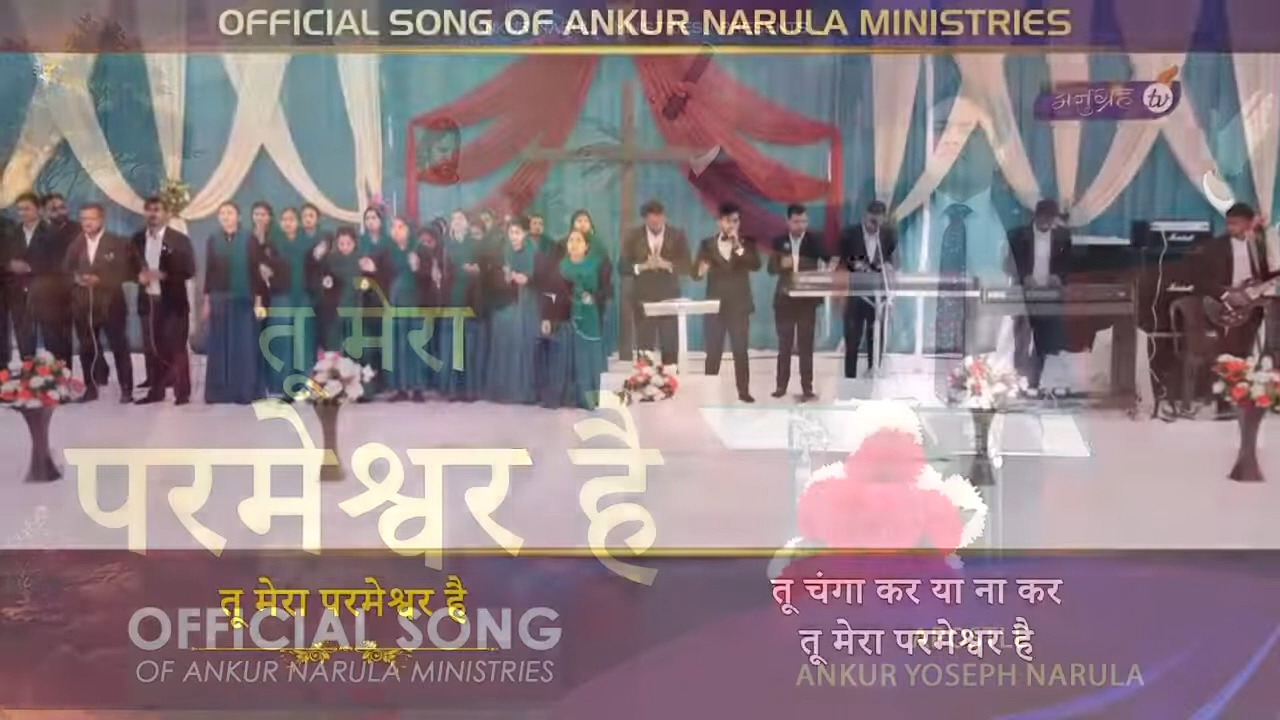 OFFICIAL SONG OF ANKUR NARULA MINISTRIES
अनुग्रह tv
तू मेरा
परमेश्वर है
तू मेरा परमेश्वर है
OFFICIAL SONG
OF ANKUR NARULA MINISTRIES
तू चंगा कर या ना कर
तू मेरा परमेश्वर है
ANKUR YOSEPH NARULA